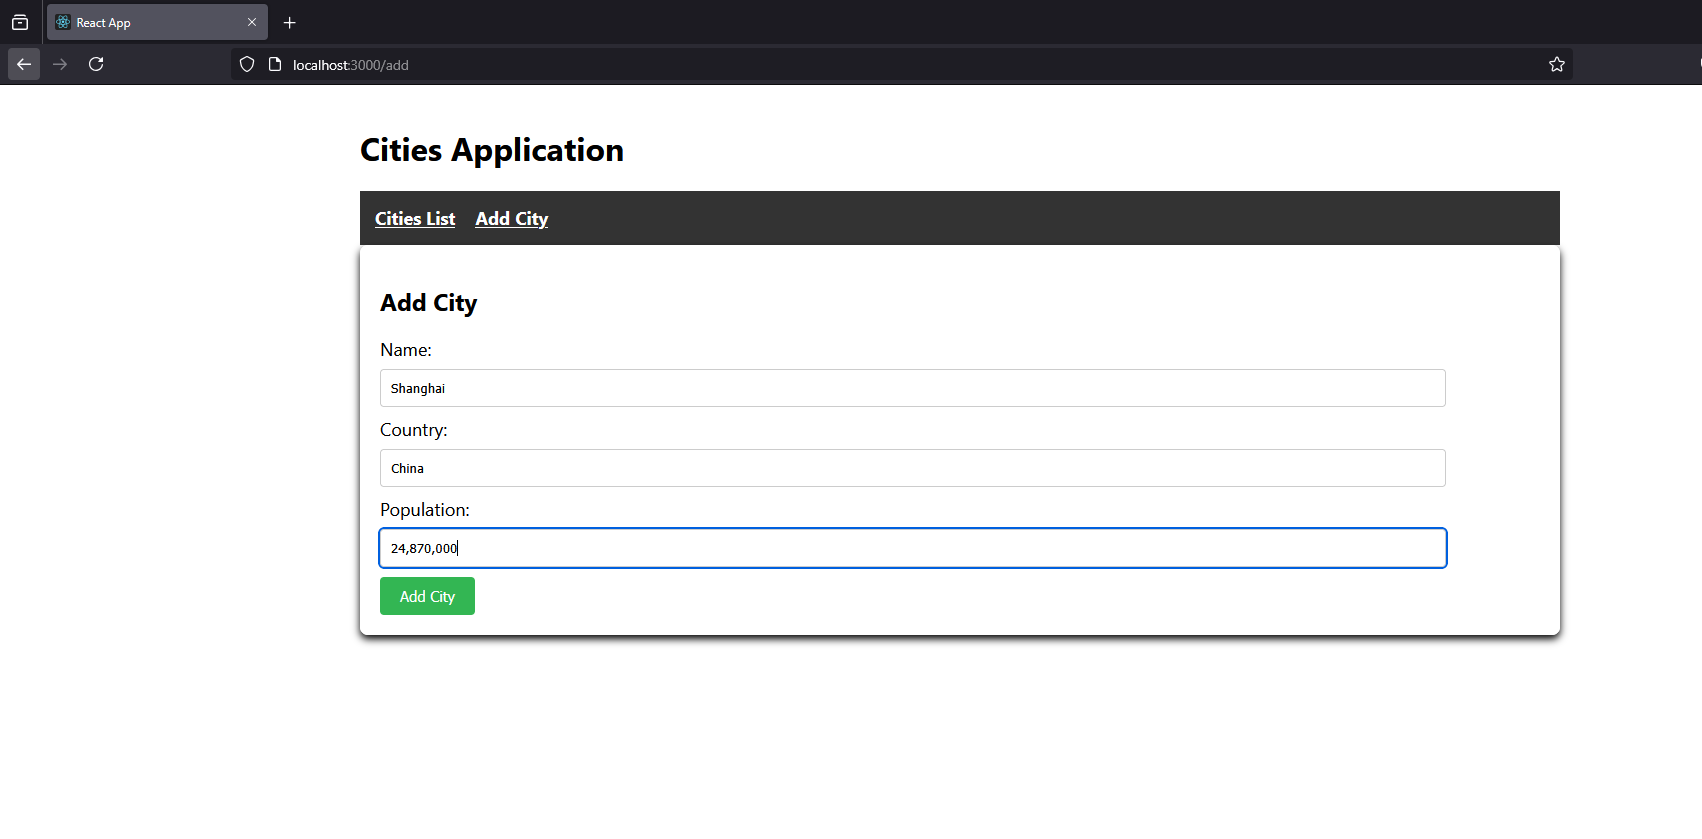 React App
localhost:3000/add
Cities Application
Cities List Add City
Add City
Name:
Shanghai
Country:
China
Population:
24,870,000
Add City